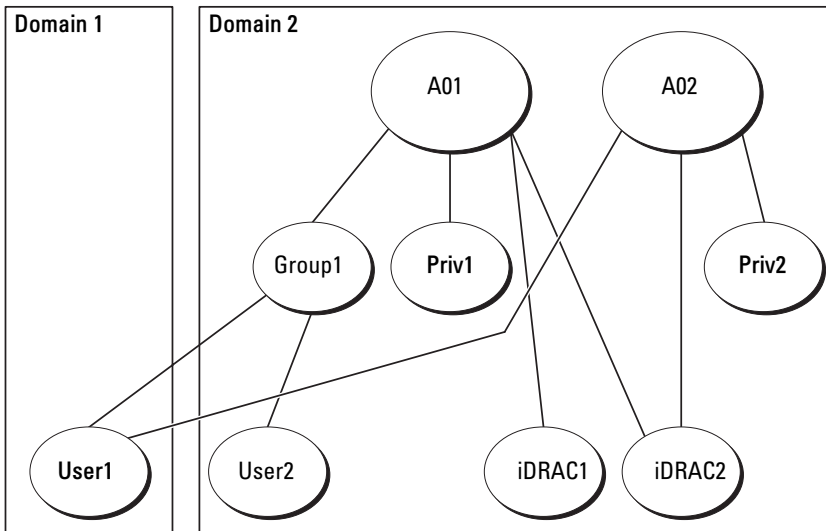 Domain 1
Domain 2
A01
A02
Group1
Priv1
Priv2
User1
User2
iDRAC1
iDRAC2